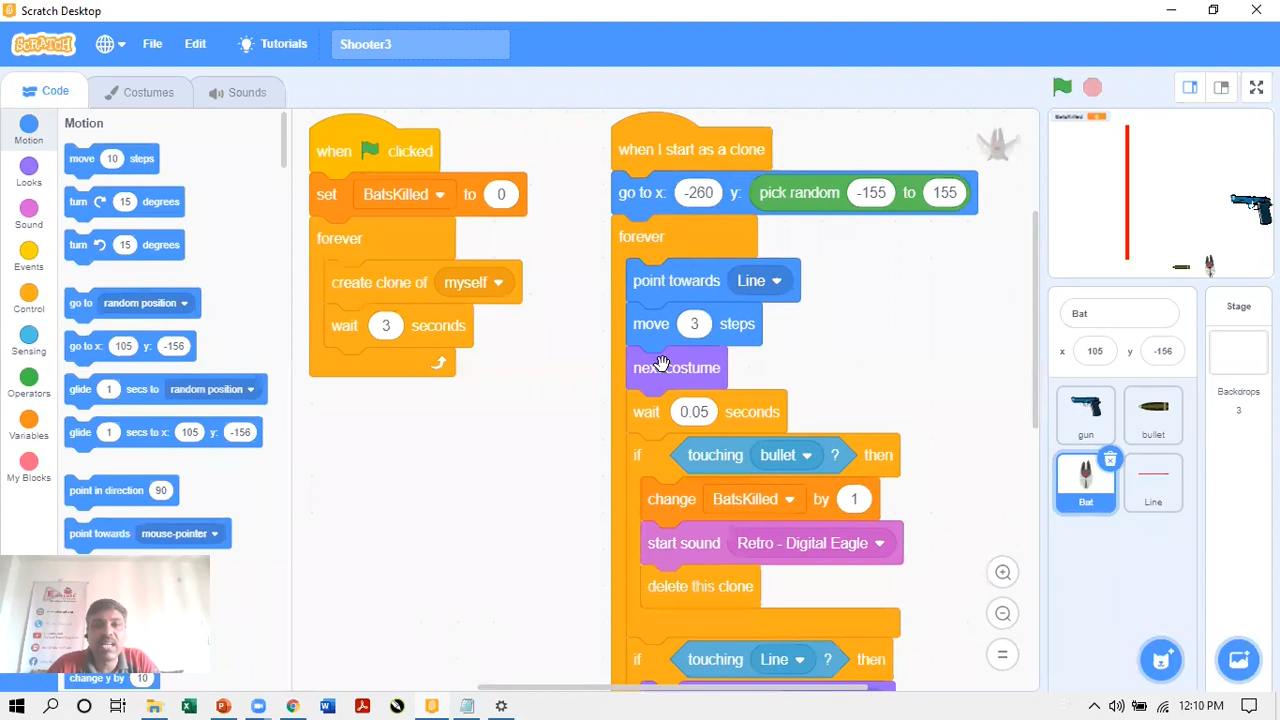 Scratch Desktop
SCRATCH
File
Edit
Tutorials
Shooter3
Code
Costumes
Sounds
Motion
Looks
Sound
Events
Control
Sensing
Operators
Variables
My Blocks
Motion
move 10 steps
turn 15 degrees
turn 15 degrees
go to random position
go to x: 105 y: -156
glide 1 secs to random position
glide 1 secs to x: 105 y: -156
point in direction 90
point towards mouse-pointer
change y by 10
when clicked
set BatsKilled to 0
forever
create clone of myself
wait 3 seconds
when I start as a clone
go to x: -260 y: pick random -155 to 155
forever
point towards Line
move 3 steps
next costume
wait 0.05 seconds
if touching bullet ? then
change BatsKilled by 1
start sound Retro - Digital Eagle
delete this clone
if touching Line ? then
BatsKilled
Bat
x 105 y -156
gun
bullet
Bat
Line
Stage
Backdrops
3
12:10 PM